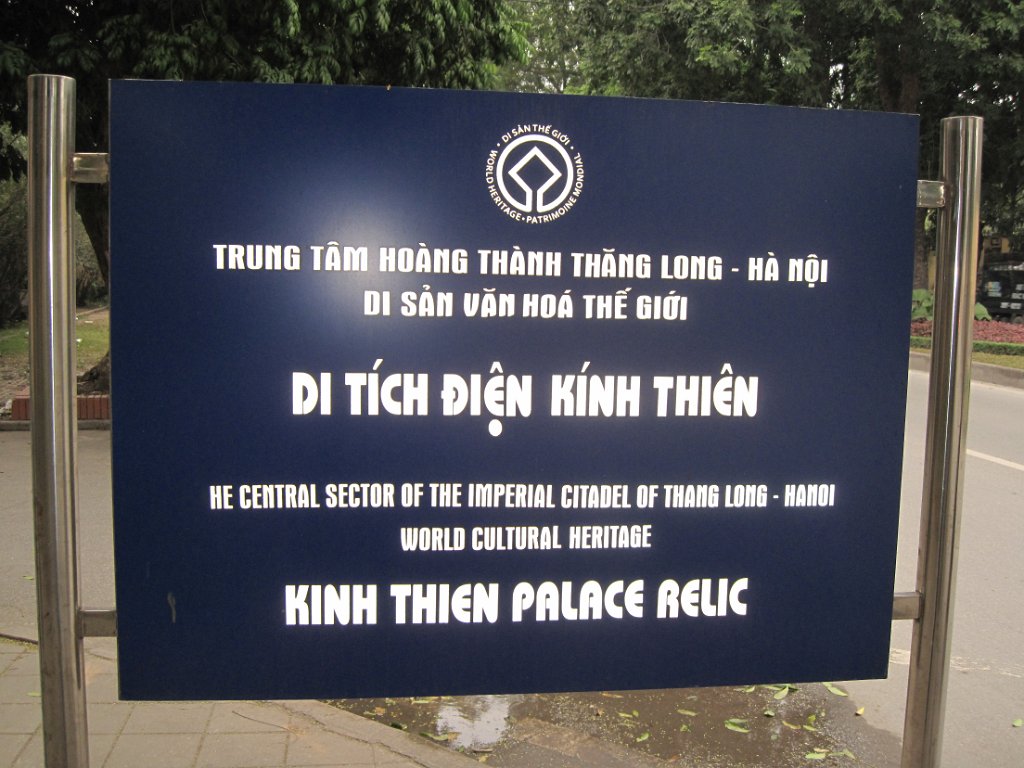 DI SẢN THẾ GIỚI • WORLD HERITAGE • PATRIMOINE MONDIAL •
TRUNG TÂM HOÀNG THÀNH THĂNG LONG - HÀ NỘI
DI SẢN VĂN HOÁ THẾ GIỚI
DI TÍCH ĐIỆN KÍNH THIÊN
HE CENTRAL SECTOR OF THE IMPERIAL CITADEL OF THANG LONG - HANOI
WORLD CULTURAL HERITAGE
KINH THIEN PALACE RELIC